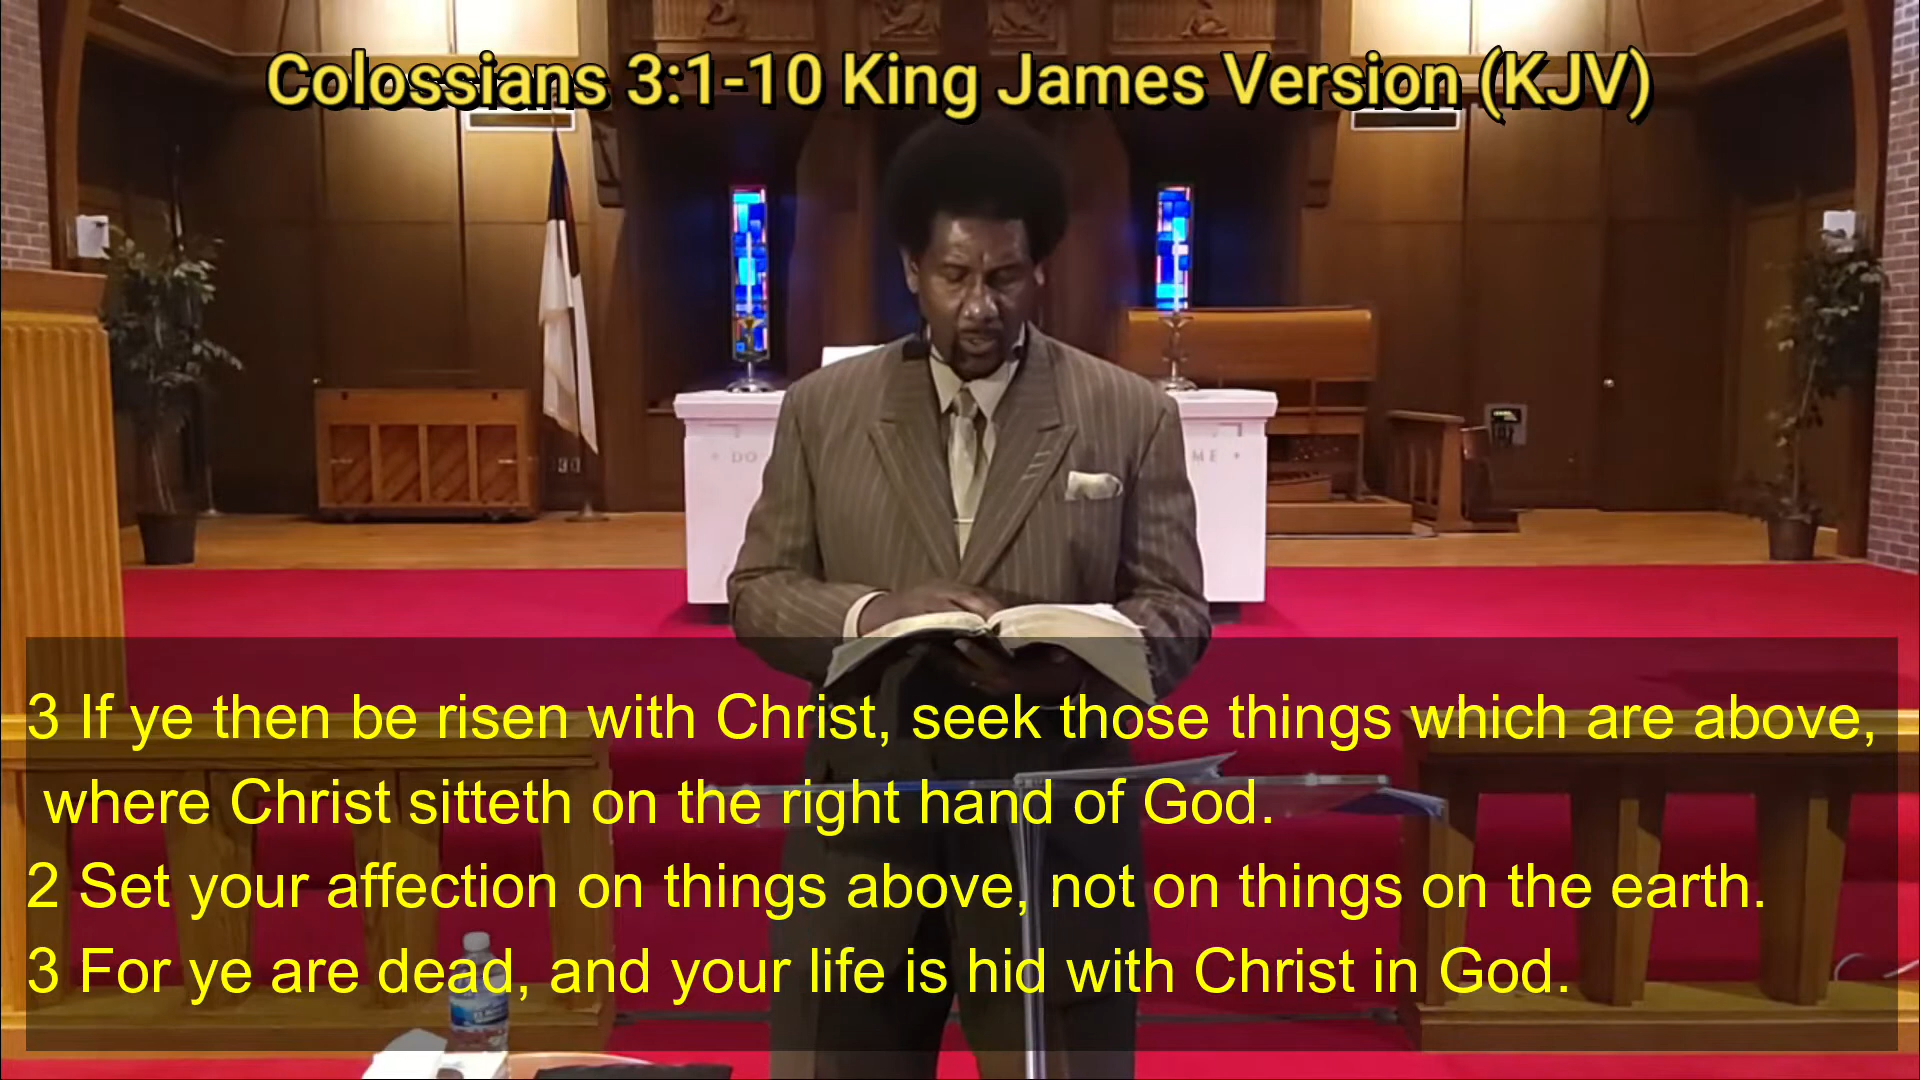 Colossians 3:1-10 King James Version (KJV)
DO ME
3 If ye then be risen with Christ, seek those things which are above,
where Christ sitteth on the right hand of God.
2 Set your affection on things above, not on things on the earth.
3 For ye are dead, and your life is hid with Christ in God.